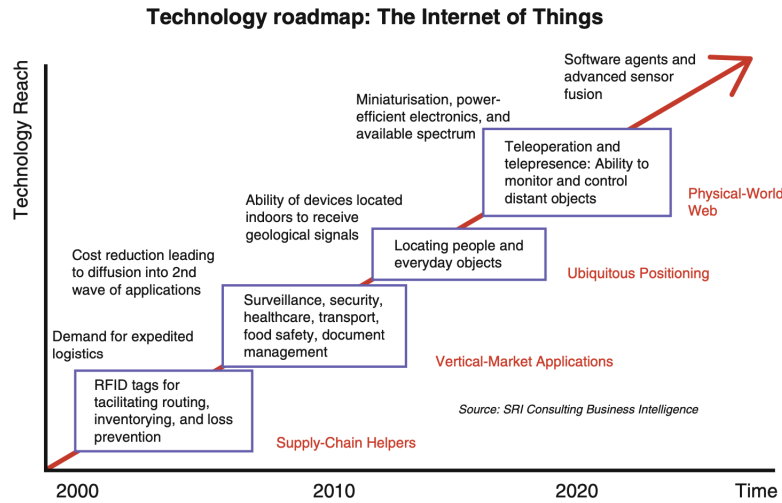 Technology roadmap: The Internet of Things
Technology Reach
Software agents and
advanced sensor
fusion
Miniaturisation, power-
efficient electronics, and
available spectrum
Teleoperation and
telepresence: Ability to
monitor and control
distant objects
Physical-World
Web
Ability of devices located
indoors to receive
geological signals
Locating people and
everyday objects
Ubiquitous Positioning
Cost reduction leading
to diffusion into 2nd
wave of applications
Surveillance, security,
healthcare, transport,
food safety, document
management
Vertical-Market Applications
Demand for expedited
logistics
RFID tags for
tacilitating routing,
inventorying, and loss
prevention
Supply-Chain Helpers
Source: SRI Consulting Business Intelligence
2000
2010
2020
Time